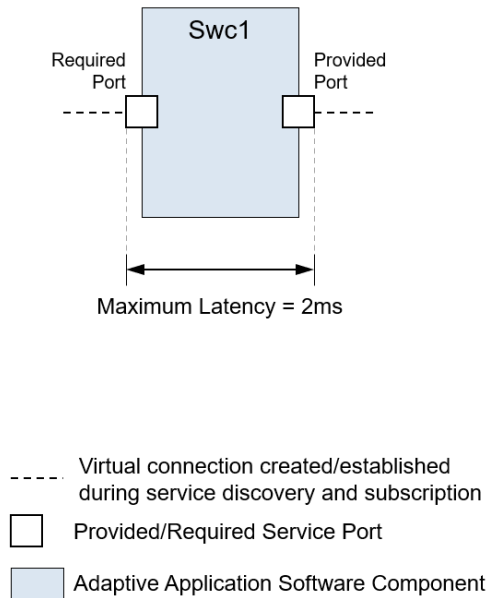 Swc1
Required
Port
Provided
Port
Maximum Latency = 2ms
Virtual connection created/established
during service discovery and subscription
Provided/Required Service Port
Adaptive Application Software Component